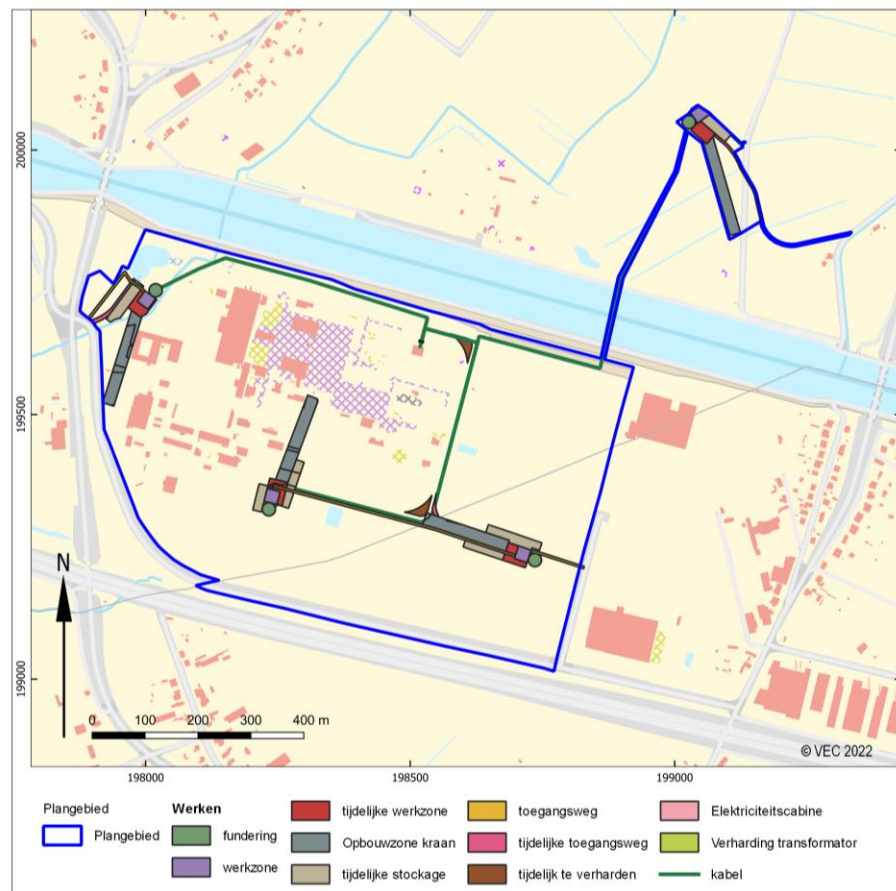 200000
199500
199000
N
0 100 200 300 400 m
© VEC 2022
198000 198500 199000
Plangebied
Plangebied
Werken
fundering
werkzone
tijdelijke werkzone
Opbouwzone kraan
tijdelijke stockage
toegangsweg
tijdelijke toegangsweg
tijdelijk te verharden
Elektriciteitscabine
Verharding transformator
kabel